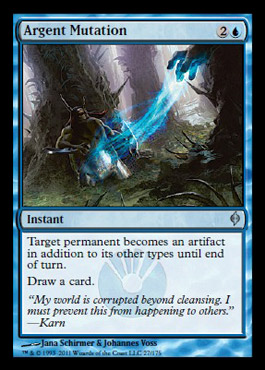 Argent Mutation 2
Instant
Target permanent becomes an artifact
in addition to its other types until end
of turn.
Draw a card.
"My world is corrupted beyond cleansing. I
must prevent this from happening to others."
—Karn
Jana Schirmer & Johannes Voss
™ & © 1993-2011 Wizards of the Coast LLC 27/175